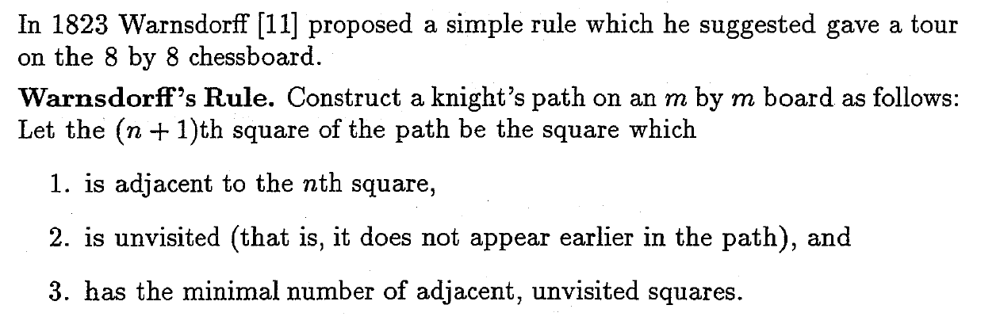 In 1823 Warnsdorff [11] proposed a simple rule which he suggested gave a tour
on the 8 by 8 chessboard.
Warnsdorff's Rule. Construct a knight's path on an m by m board as follows:
Let the (n + 1)th square of the path be the square which
1. is adjacent to the nth square,
2. is unvisited (that is, it does not appear earlier in the path), and
3. has the minimal number of adjacent, unvisited squares.